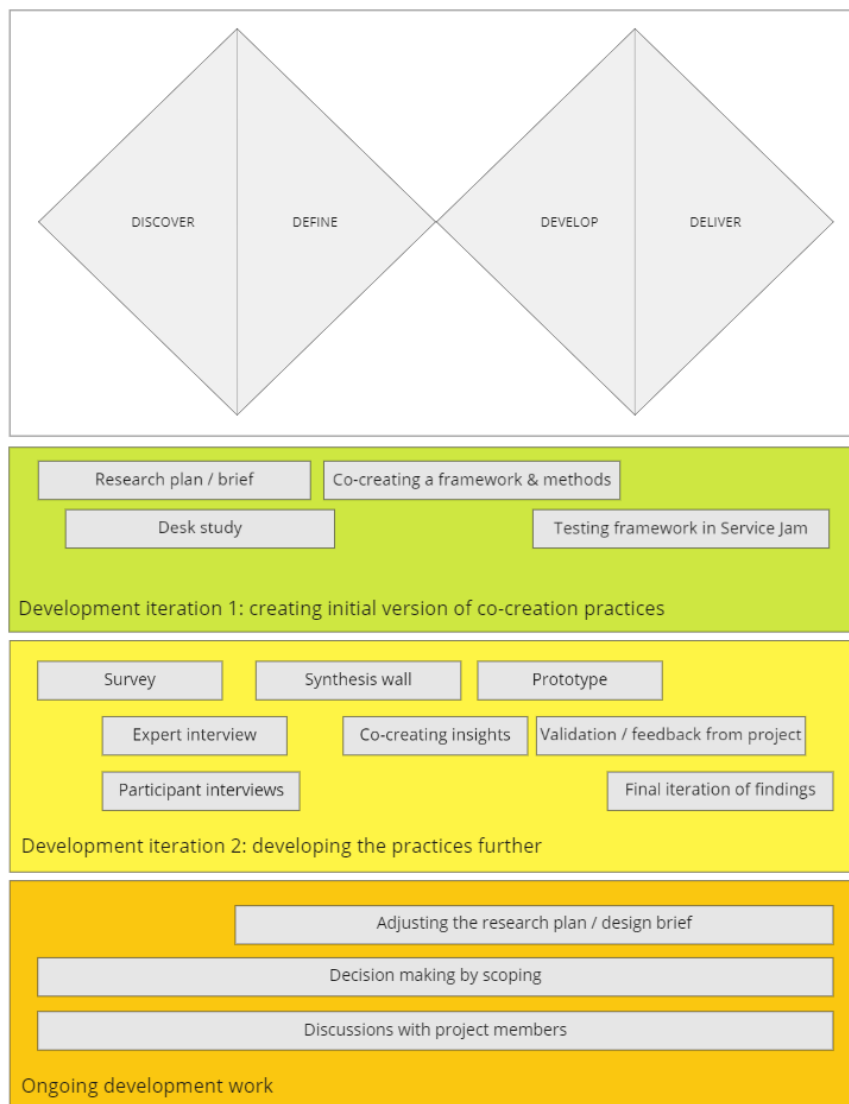 DISCOVER
DEFINE
DEVELOP
DELIVER
Research plan / brief
Co-creating a framework & methods
Desk study
Testing framework in Service Jam
Development iteration 1: creating initial version of co-creation practices
Survey
Synthesis wall
Prototype
Expert interview
Co-creating insights
Validation / feedback from project
Participant interviews
Final iteration of findings
Development iteration 2: developing the practices further
Adjusting the research plan / design brief
Decision making by scoping
Discussions with project members
Ongoing development work